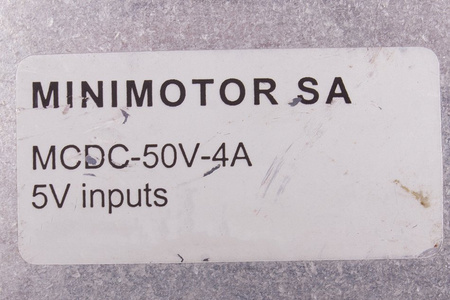 MINIMOTOR SA
MCDC-50V-4A
5V inputs